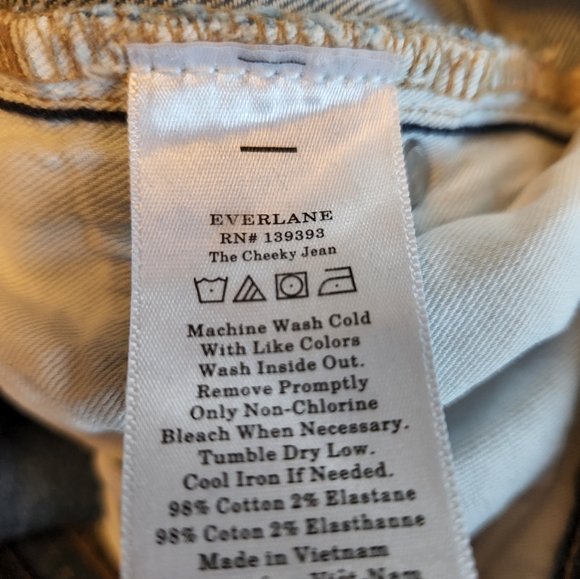 EVERLANE
RN# 139393
The Cheeky Jean
Machine Wash Cold
With Like Colors
Wash Inside Out.
Remove Promptly
Only Non-Chlorine
Bleach When Necessary.
Tumble Dry Low.
Cool Iron If Needed.
98% Cotton 2% Elastane
98% Coton 2% Elasthanne
Made in Vietnam
Viêt-Nam